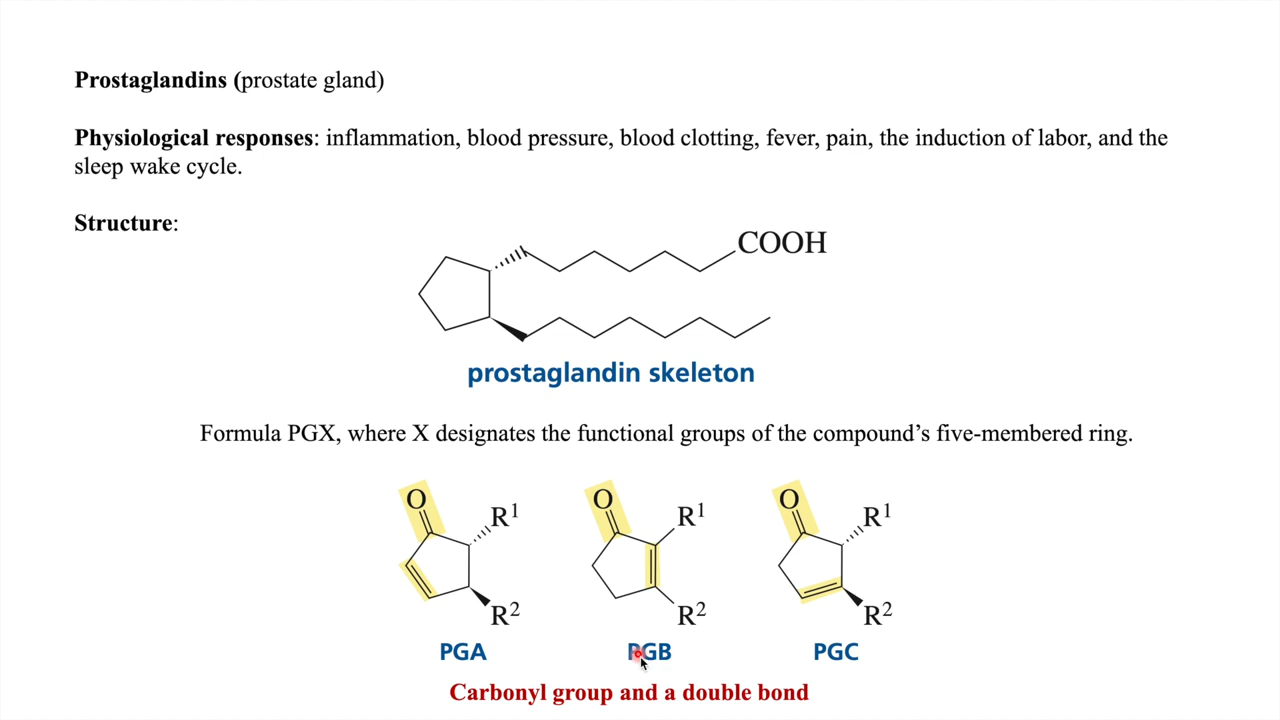 Prostaglandins (prostate gland)
Physiological responses: inflammation, blood pressure, blood clotting, fever, pain, the induction of labor, and the
sleep wake cycle.
Structure:
COOH
prostaglandin skeleton
Formula PGX, where X designates the functional groups of the compound's five-membered ring.
O O O
R¹ R¹ R¹
R² R² R²
PGA PGB PGC
Carbonyl group and a double bond